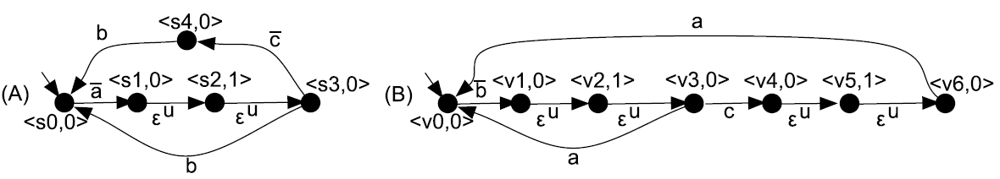 <s4,0>
b
c̅
(A)
a̅
<s1,0>
<s2,1>
<s3,0>
<s0,0>
εᵘ
εᵘ
b
a
(B)
b̅
<v1,0>
<v2,1>
<v3,0>
<v4,0>
<v5,1>
<v6,0>
<v0,0>
εᵘ
εᵘ
c
εᵘ
εᵘ
a